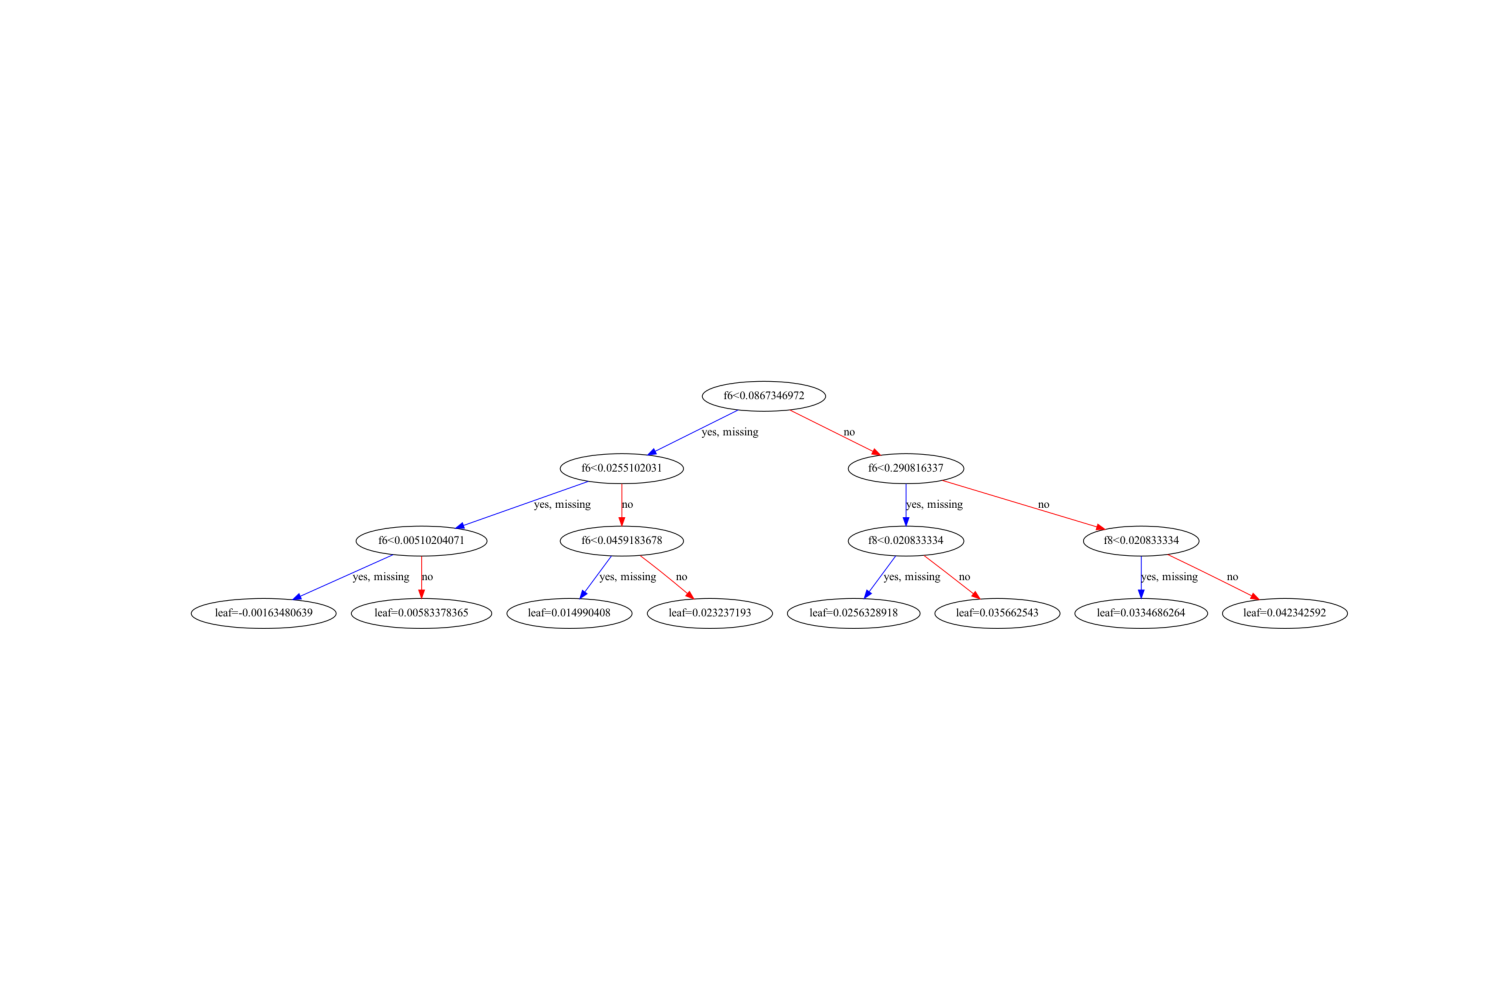 f6<0.0867346972
yes, missing
no
f6<0.0255102031
f6<0.290816337
yes, missing
no
yes, missing
no
f6<0.00510204071
f6<0.0459183678
f8<0.020833334
f8<0.020833334
yes, missing
no
yes, missing
no
yes, missing
no
yes, missing
no
leaf=-0.00163480639
leaf=0.00583378365
leaf=0.014990408
leaf=0.023237193
leaf=0.0256328918
leaf=0.035662543
leaf=0.0334686264
leaf=0.042342592